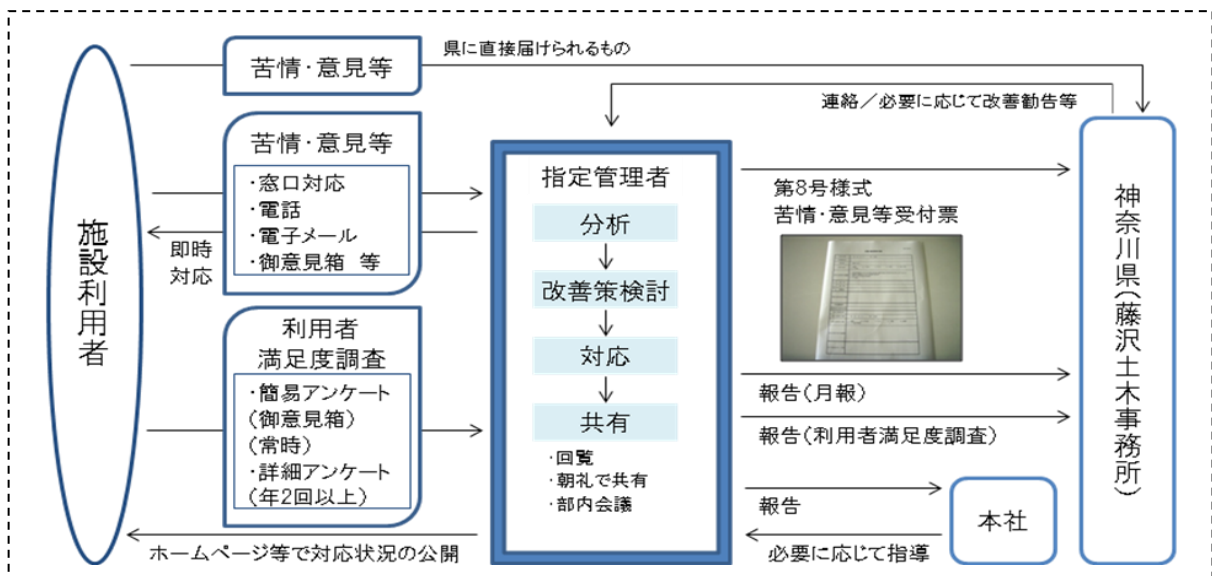 施設利用者
苦情・意見等
県に直接届けられるもの
連絡／必要に応じて改善勧告等
苦情・意見等
・窓口対応
・電話
・電子メール
・御意見箱 等
即時
対応
利用者
満足度調査
・簡易アンケート
(御意見箱)
(常時)
・詳細アンケート
(年2回以上)
ホームページ等で対応状況の公開
指定管理者
分析
改善策検討
対応
共有
・回覧
・朝礼で共有
・部内会議
第8号様式
苦情・意見等受付票
報告(月報)
報告(利用者満足度調査)
報告
必要に応じて指導
本社
神奈川県(藤沢土木事務所)